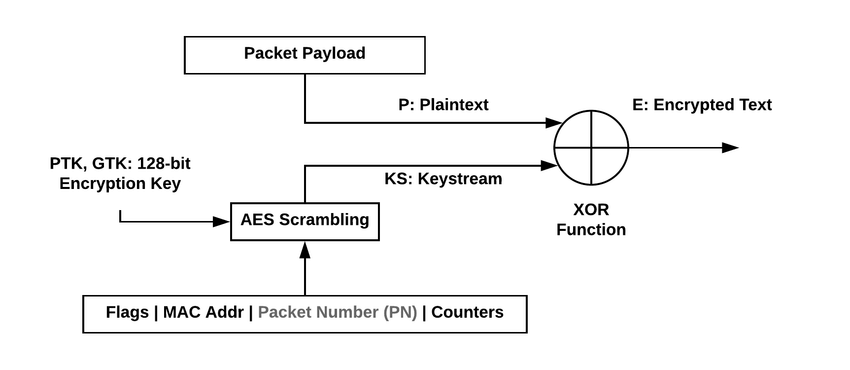 Packet Payload
P: Plaintext
E: Encrypted Text
PTK, GTK: 128-bit
Encryption Key
KS: Keystream
AES Scrambling
XOR
Function
Flags | MAC Addr | Packet Number (PN) | Counters